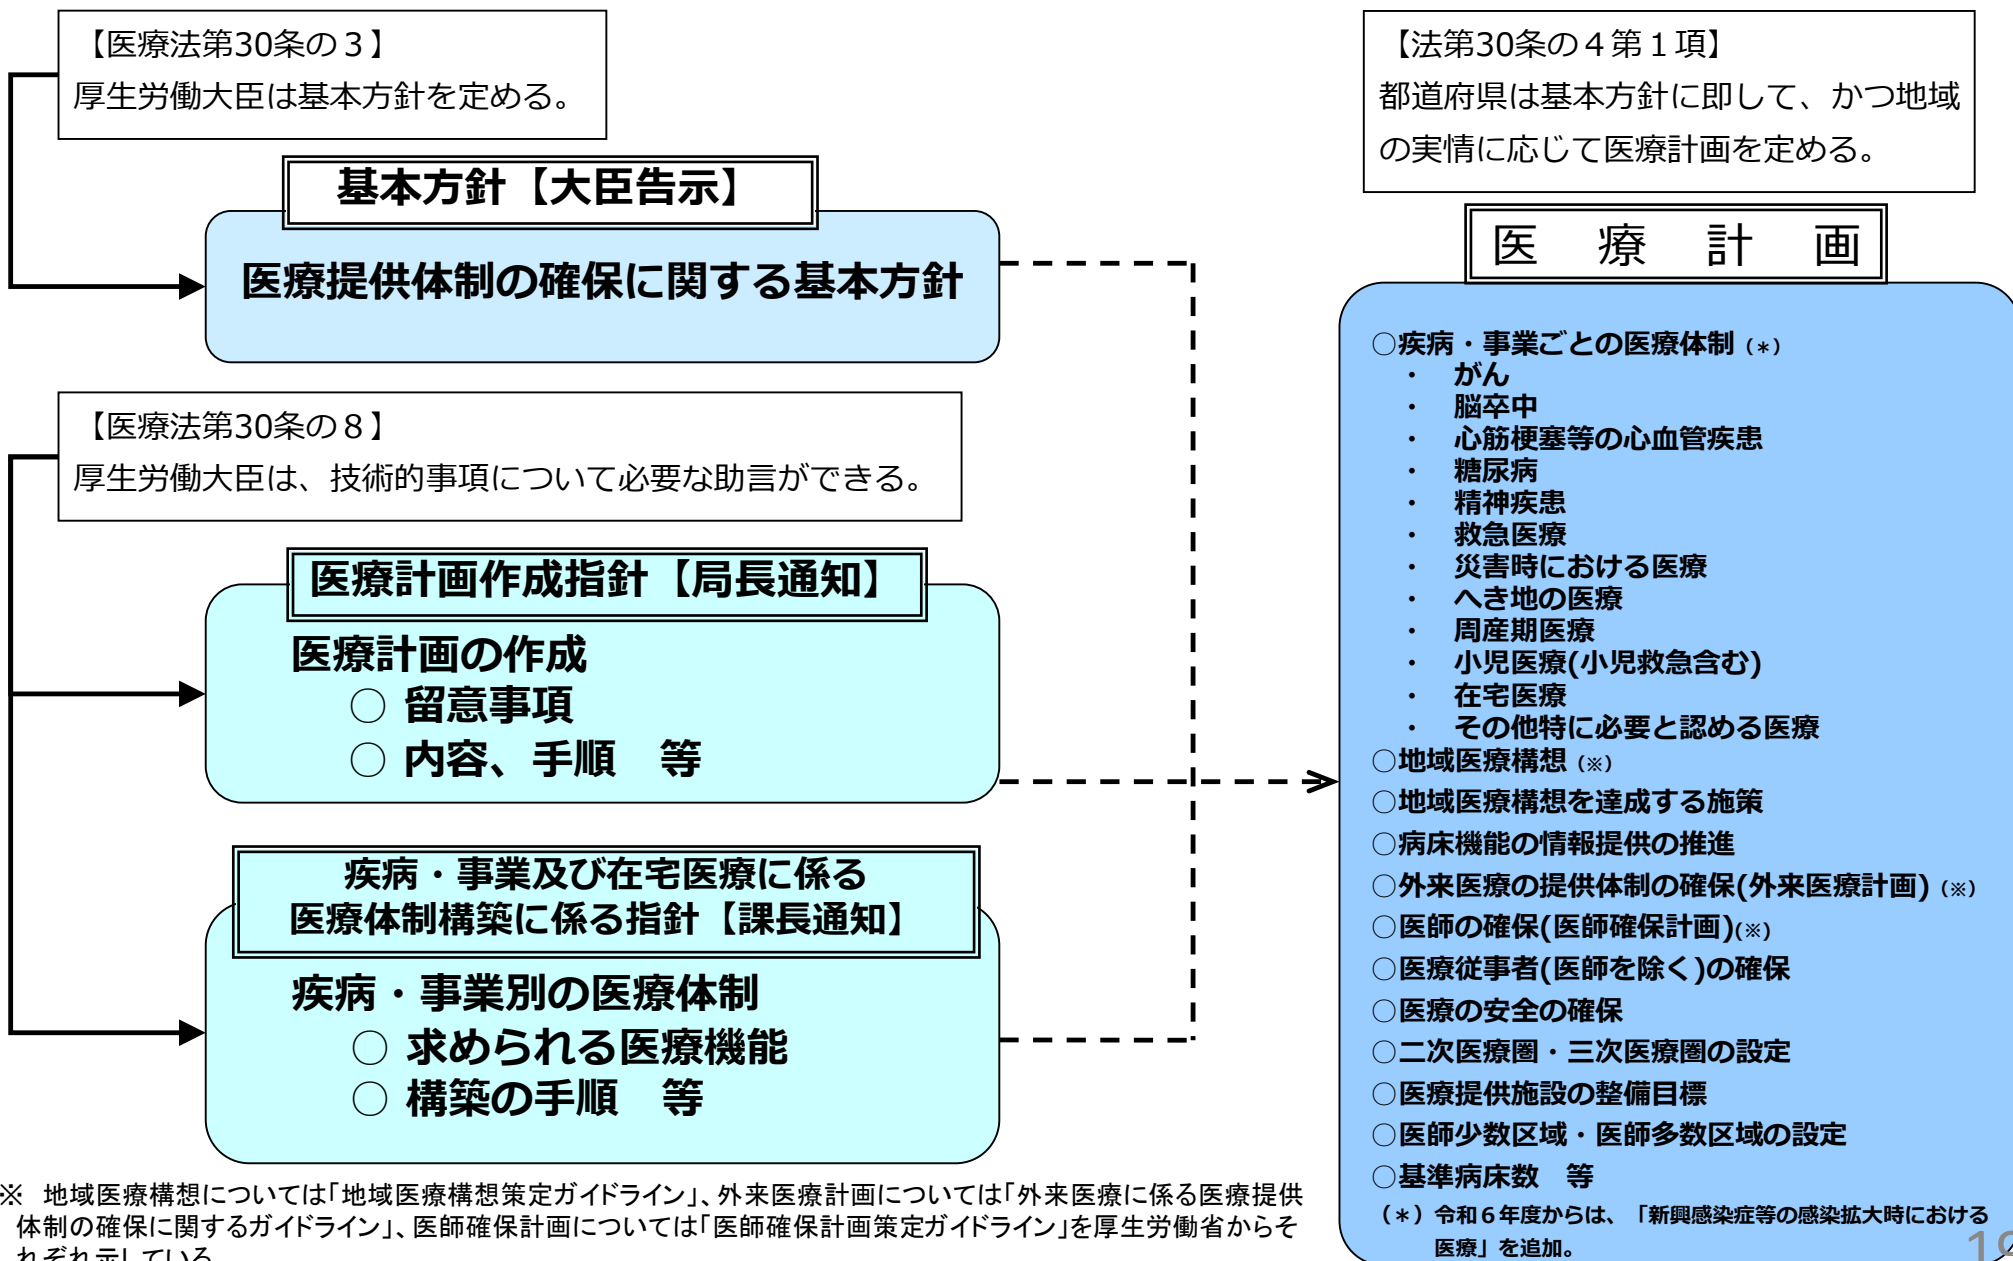 【医療法第30条の３】
厚生労働大臣は基本方針を定める。
基本方針【大臣告示】
医療提供体制の確保に関する基本方針
【医療法第30条の８】
厚生労働大臣は、技術的事項について必要な助言ができる。
医療計画作成指針【局長通知】
医療計画の作成
○ 留意事項
○ 内容、手順　等
疾病・事業及び在宅医療に係る
医療体制構築に係る指針【課長通知】
疾病・事業別の医療体制
○ 求められる医療機能
○ 構築の手順　等
【法第30条の４第１項】
都道府県は基本方針に即して、かつ地域
の実情に応じて医療計画を定める。
医　療　計　画
○疾病・事業ごとの医療体制（＊）
・　がん
・　脳卒中
・　心筋梗塞等の心血管疾患
・　糖尿病
・　精神疾患
・　救急医療
・　災害時における医療
・　へき地の医療
・　周産期医療
・　小児医療(小児救急含む)
・　在宅医療
・　その他特に必要と認める医療
○地域医療構想（※）
○地域医療構想を達成する施策
○病床機能の情報提供の推進
○外来医療の提供体制の確保(外来医療計画)（※）
○医師の確保(医師確保計画)(※)
○医療従事者(医師を除く)の確保
○医療の安全の確保
○二次医療圏・三次医療圏の設定
○医療提供施設の整備目標
○医師少数区域・医師多数区域の設定
○基準病床数　等
（＊）令和６年度からは、「新興感染症等の感染拡大時における
医療」を追加。
※　地域医療構想については｢地域医療構想策定ガイドライン｣、外来医療計画については｢外来医療に係る医療提供
体制の確保に関するガイドライン｣、医師確保計画については｢医師確保計画策定ガイドライン｣を厚生労働省からそ
れぞれ示している